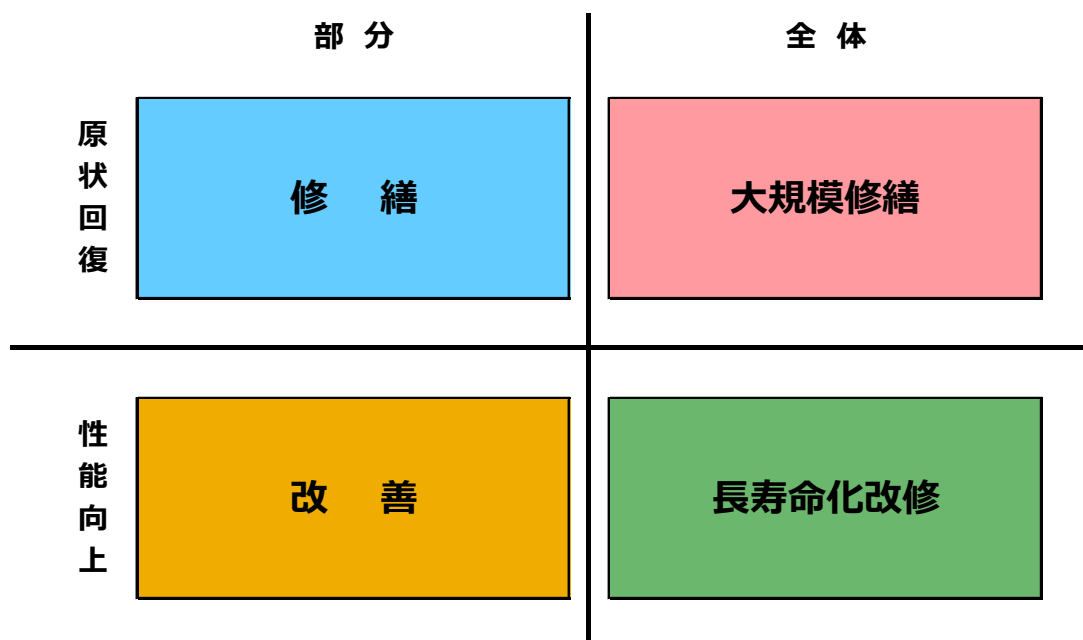 部 分
全 体
原状回復
修 繕
大規模修繕
性能向上
改 善
長寿命化改修